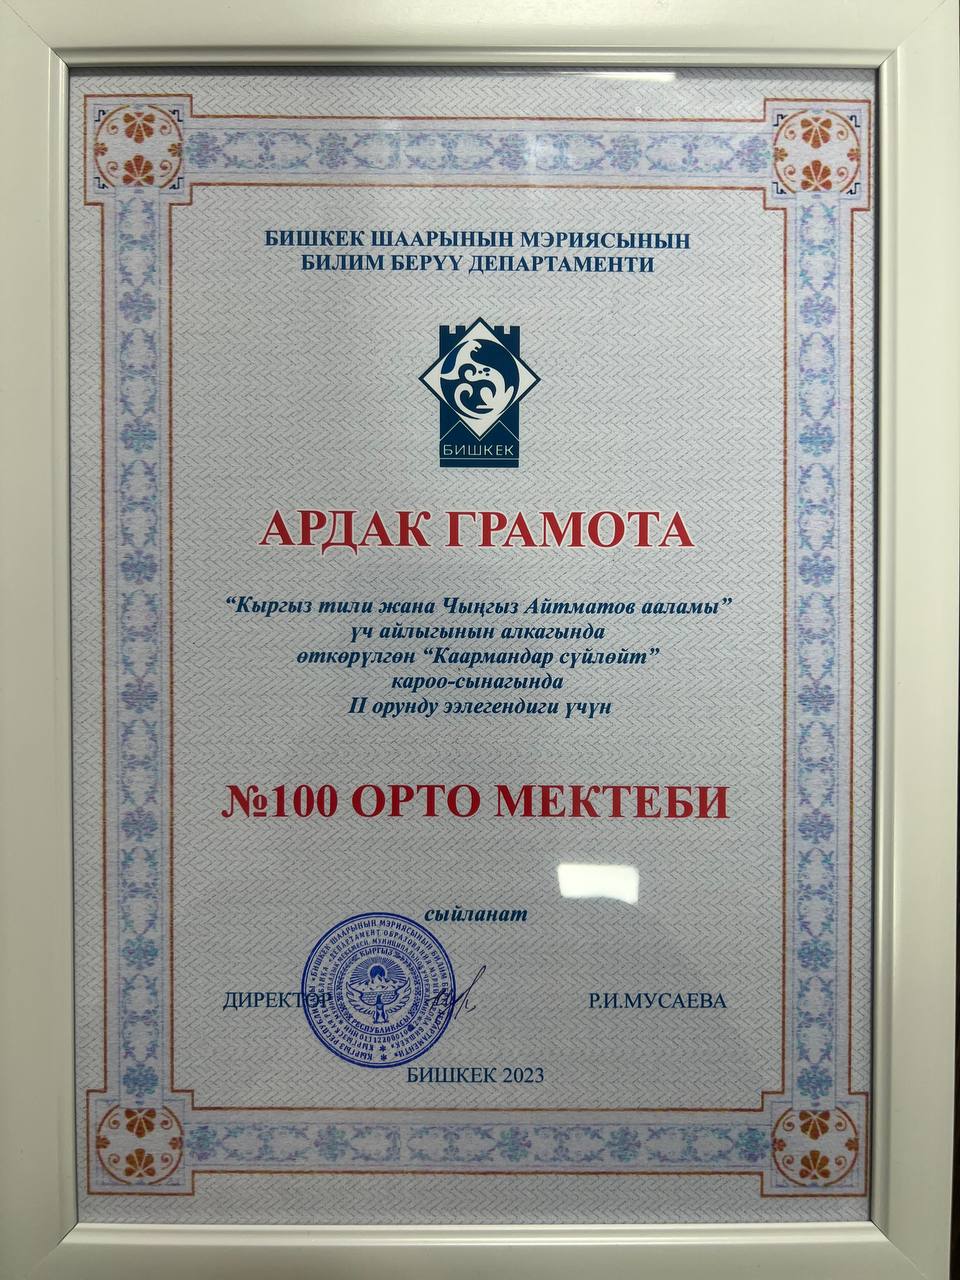 БИШКЕК ШААРЫНЫН МЭРИЯСЫНЫН
БИЛИМ БЕРҮҮ ДЕПАРТАМЕНТИ
БИШКЕК
АРДАК ГРАМОТА
“Кыргыз тили жана Чыңгыз Айтматов ааламы”
үч айлыгынын алкагында
өткөрүлгөн “Каармандар сүйлөйт”
кароо-сынагында
II орунду ээлегендиги үчүн
№100 ОРТО МЕКТЕБИ
сыйланат
ДИРЕКТОР Р.И.МУСАЕВА
БИШКЕК 2023